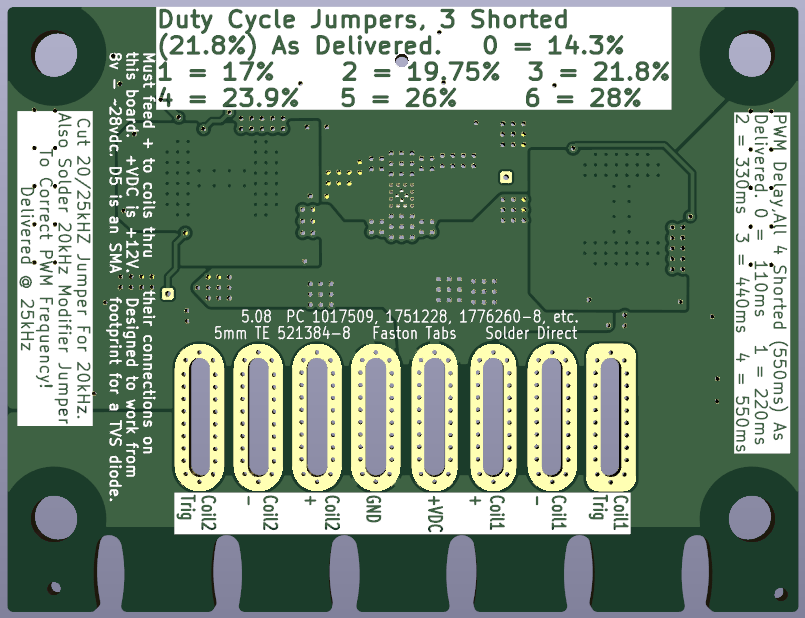 Duty Cycle Jumpers, 3 Shorted
(21.8%) As Delivered.   0 = 14.3%
1 = 17%   2 = 19.75%   3 = 21.8%
4 = 23.9%   5 = 26%   6 = 28%
Must feed + to coils thru their connections on
this board. +VDC is +12V. Designed to work from
8v - ~28vdc. D5 is an SMA footprint for a TVS diode.
Cut 20/25kHZ Jumper For 20kHz.
Also Solder 20kHz Modifier Jumper
To Correct PWM Frequency!
Delivered @ 25kHz
PWM Delay.All 4 Shorted (550ms) As
Delivered. 0 = 110ms   1 = 220ms
2 = 330ms   3 = 440ms   4 = 550ms
5.08   PC 1017509, 1751228, 1776260-8, etc.
5mm TE 521384-8   Faston Tabs   Solder Direct
Coil2
Trig
Coil2
-
Coil2
+
GND
+VDC
Coil1
+
Coil1
-
Coil1
Trig